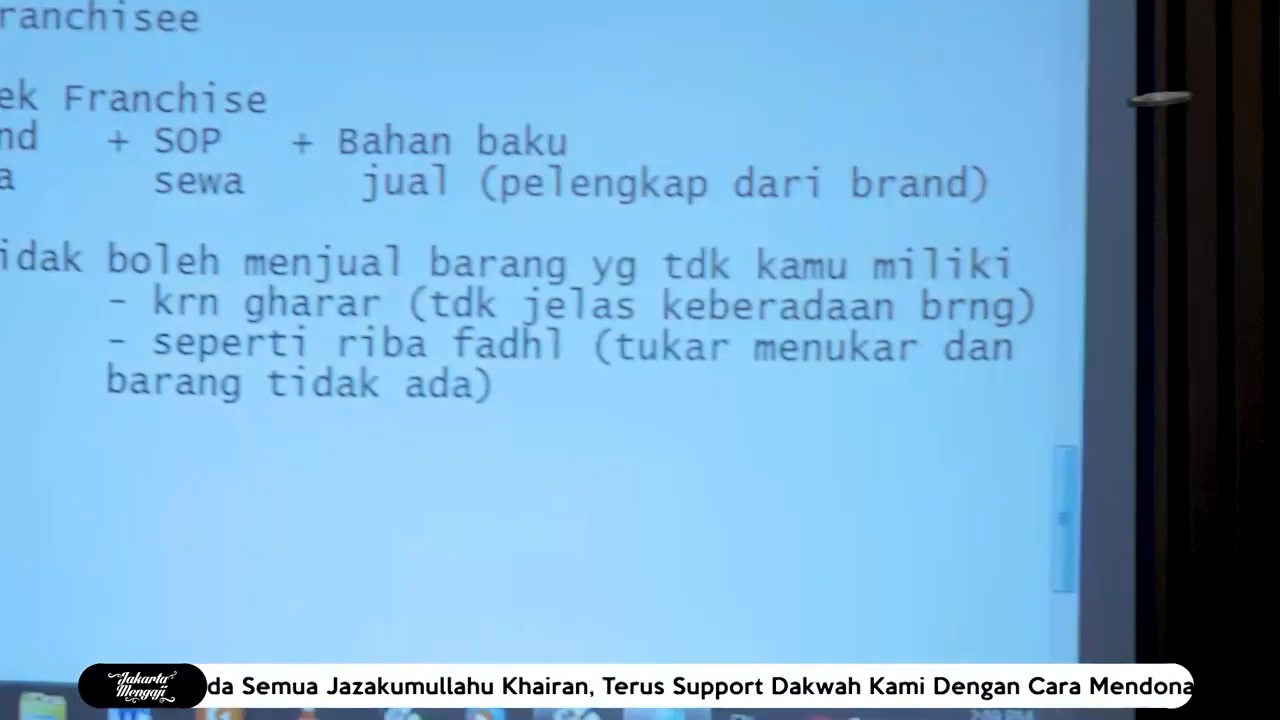 ranchisee
ek Franchise
nd + SOP + Bahan baku
a sewa jual (pelengkap dari brand)
idak boleh menjual barang yg tdk kamu miliki
- krn gharar (tdk jelas keberadaan brng)
- seperti riba fadhl (tukar menukar dan
barang tidak ada)
Jakarta
Mengaji
da Semua Jazakumullahu Khairan, Terus Support Dakwah Kami Dengan Cara Mendona